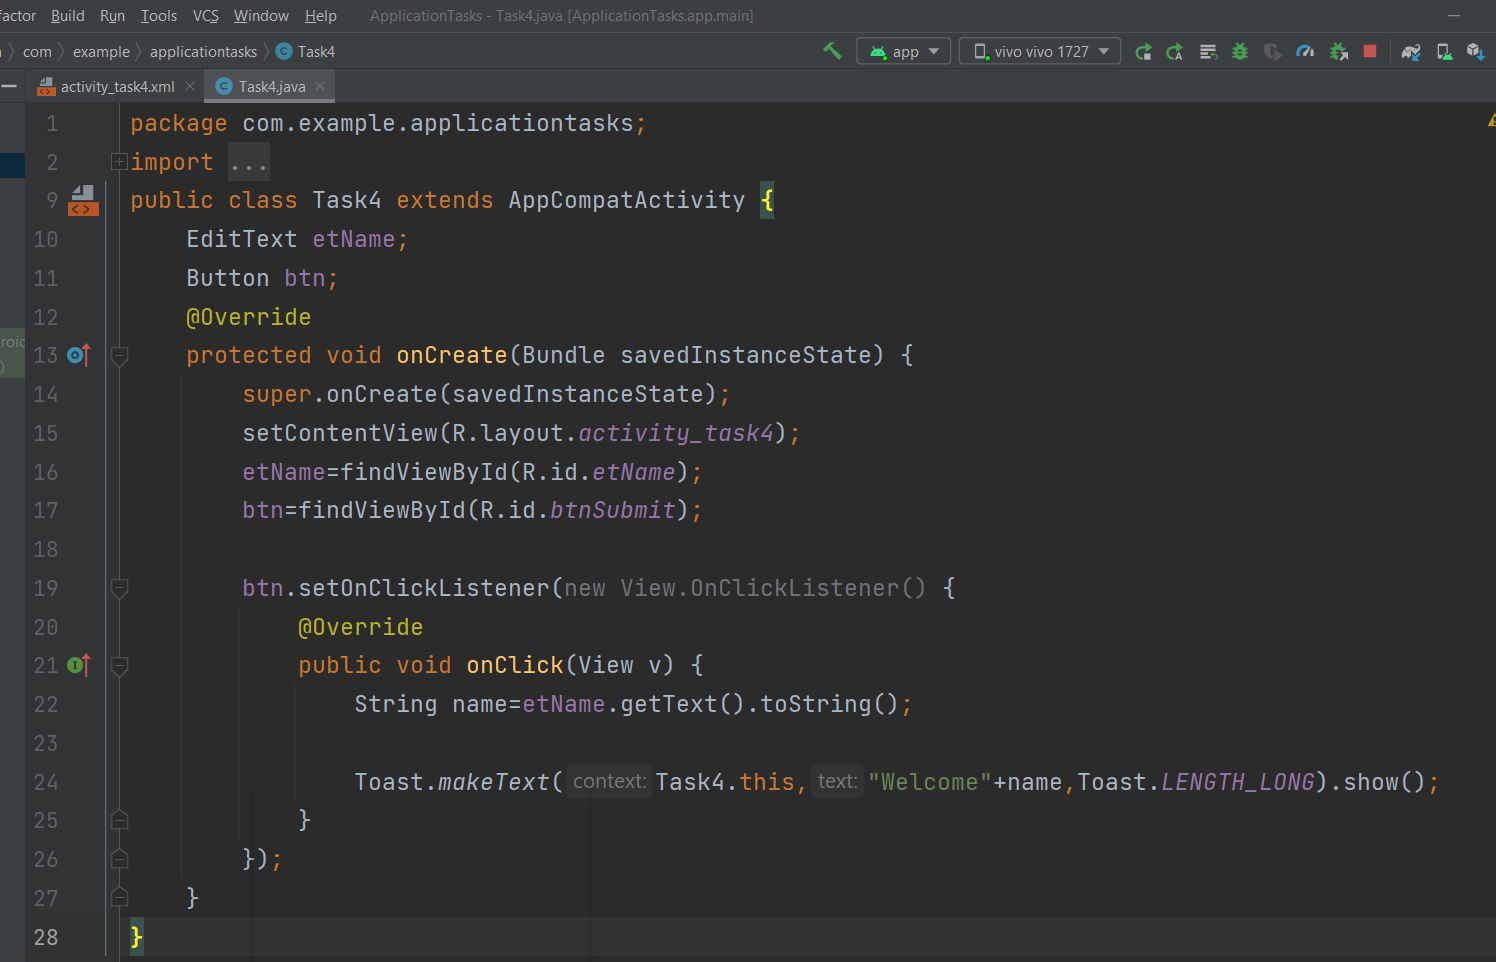 factor Build Run Tools VCS Window Help ApplicationTasks - Task4.java [ApplicationTasks.app.main]
com example applicationtasks Task4 app vivo vivo 1727
activity_task4.xml Task4.java
1 package com.example.applicationtasks;
2 import ...
9 public class Task4 extends AppCompatActivity {
10 EditText etName;
11 Button btn;
12 @Override
13 protected void onCreate(Bundle savedInstanceState) {
14 super.onCreate(savedInstanceState);
15 setContentView(R.layout.activity_task4);
16 etName=findViewById(R.id.etName);
17 btn=findViewById(R.id.btnSubmit);
18
19 btn.setOnClickListener(new View.OnClickListener() {
20 @Override
21 public void onClick(View v) {
22 String name=etName.getText().toString();
23
24 Toast.makeText( context: Task4.this, text: "Welcome"+name,Toast.LENGTH_LONG).show();
25 }
26 });
27 }
28 }